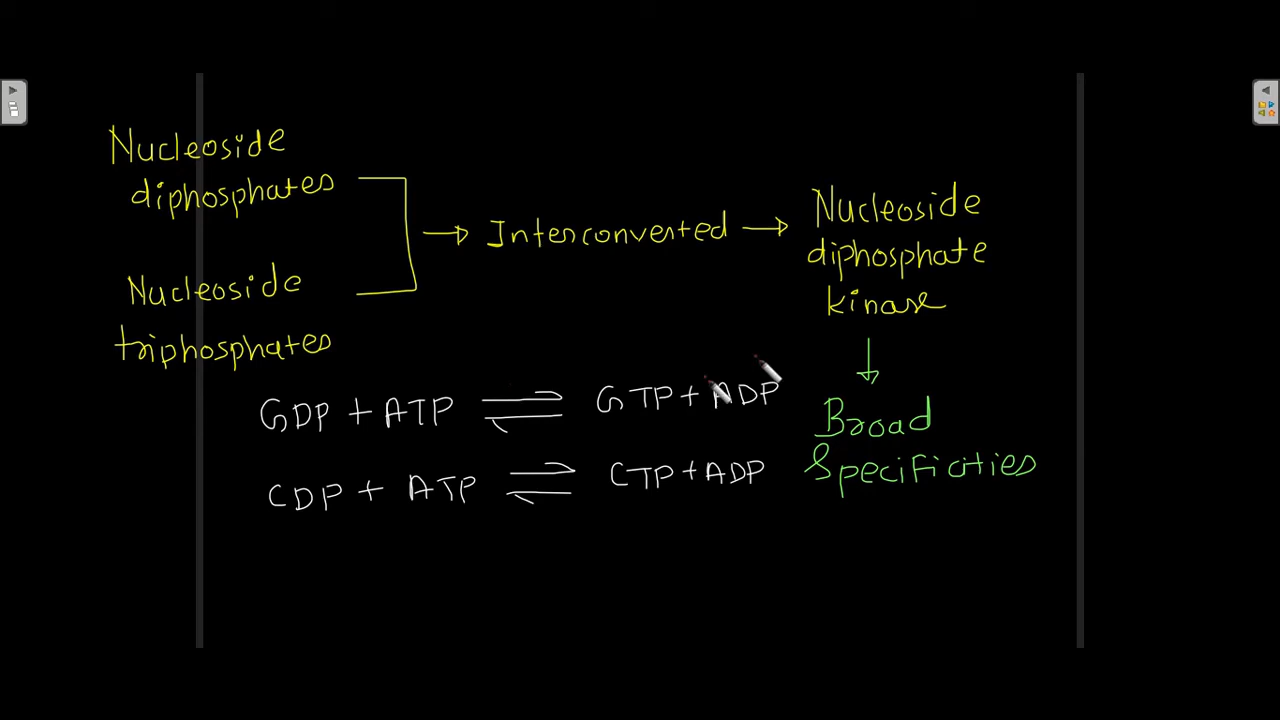 Nucleoside
diphosphates
Nucleoside
triphosphates
Interconverted
Nucleoside
diphosphate
kinase
Broad
Specificities
GDP + ATP ⇌ GTP + ADP
CDP + ATP ⇌ CTP + ADP